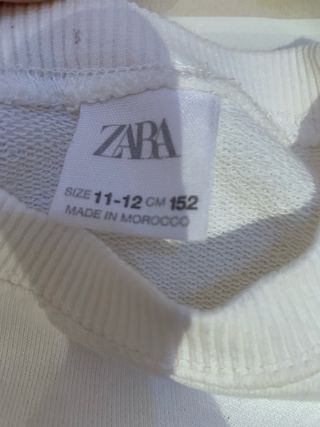 ZARA
SIZE 11-12 CM 152
MADE IN MOROCCO